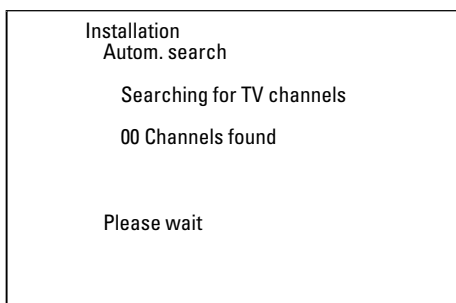 Installation
Autom. search
Searching for TV channels
00 Channels found
Please wait